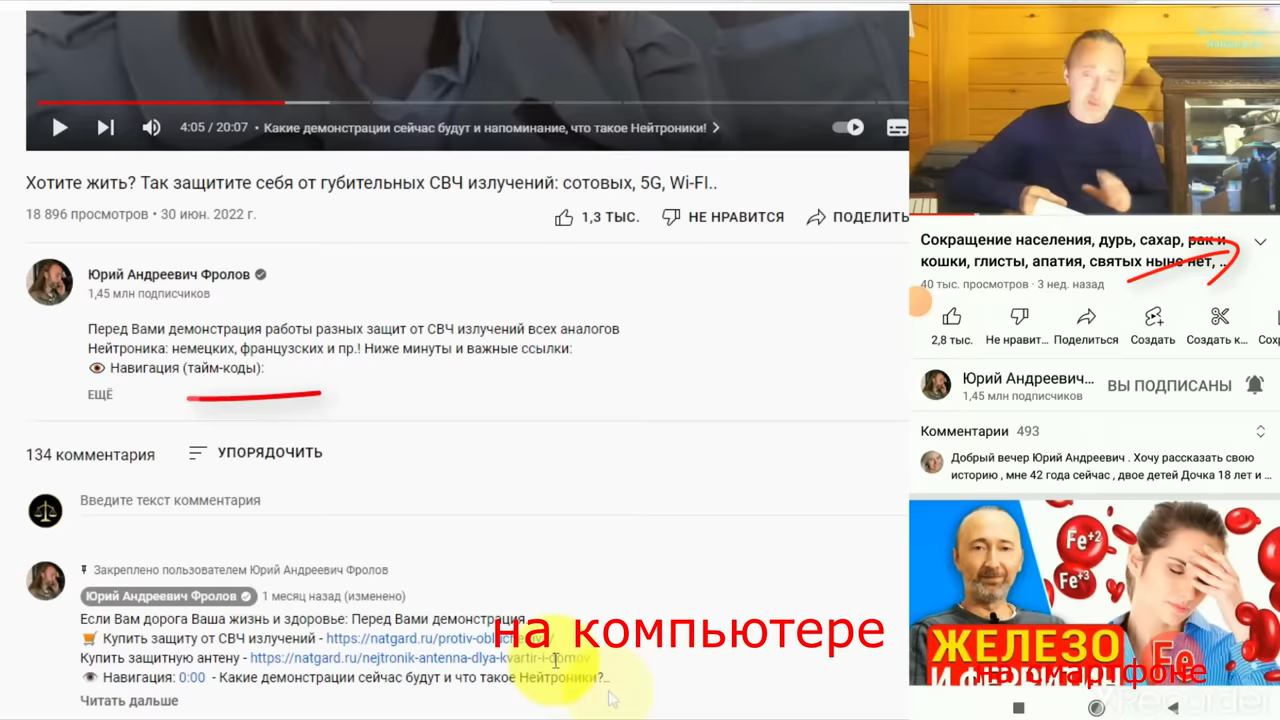 4:05 / 20:07 • Какие демонстрации сейчас будут и напоминание, что такое Нейтроники!
Хотите жить? Так защитите себя от губительных СВЧ излучений: сотовых, 5G, Wi-FI..
18 896 просмотров • 30 июн. 2022 г.
1,3 ТЫС.
НЕ НРАВИТСЯ
ПОДЕЛИТЬ
Юрий Андреевич Фролов
1,45 млн подписчиков
Перед Вами демонстрация работы разных защит от СВЧ излучений всех аналогов
Нейтроника: немецких, французских и пр.! Ниже минуты и важные ссылки:
Навигация (тайм-коды):
ЕЩЁ
134 комментария
УПОРЯДОЧИТЬ
Введите текст комментария
Закреплено пользователем Юрий Андреевич Фролов
Юрий Андреевич Фролов
1 месяц назад (изменено)
Если Вам дорога Ваша жизнь и здоровье: Перед Вами демонстрация
Купить защиту от СВЧ излучений -
Купить защитную антену - https://natgard.ru/nejtronik-antenna-dlya-kvartir-i-domov
Навигация: 0:00 - Какие демонстрации сейчас будут и что такое Нейтроники?..
Читать дальше
на компьютере
Сокращение населения, дурь, сахар, рак и
кошки, глисты, апатия, святых ныне нет, ..
40 тыс. просмотров · 3 нед. назад
2,8 тыс.
Не нравит...
Поделиться
Создать
Создать к...
Сохр
Юрий Андреевич...
ВЫ ПОДПИСАНЫ
1,45 млн подписчиков
Комментарии 493
Добрый вечер Юрий Андреевич . Хочу рассказать свою
историю , мне 42 года сейчас , двое детей Дочка 18 лет и ...
Fe+2
Fe+3
ЖЕЛЕЗО
Fe